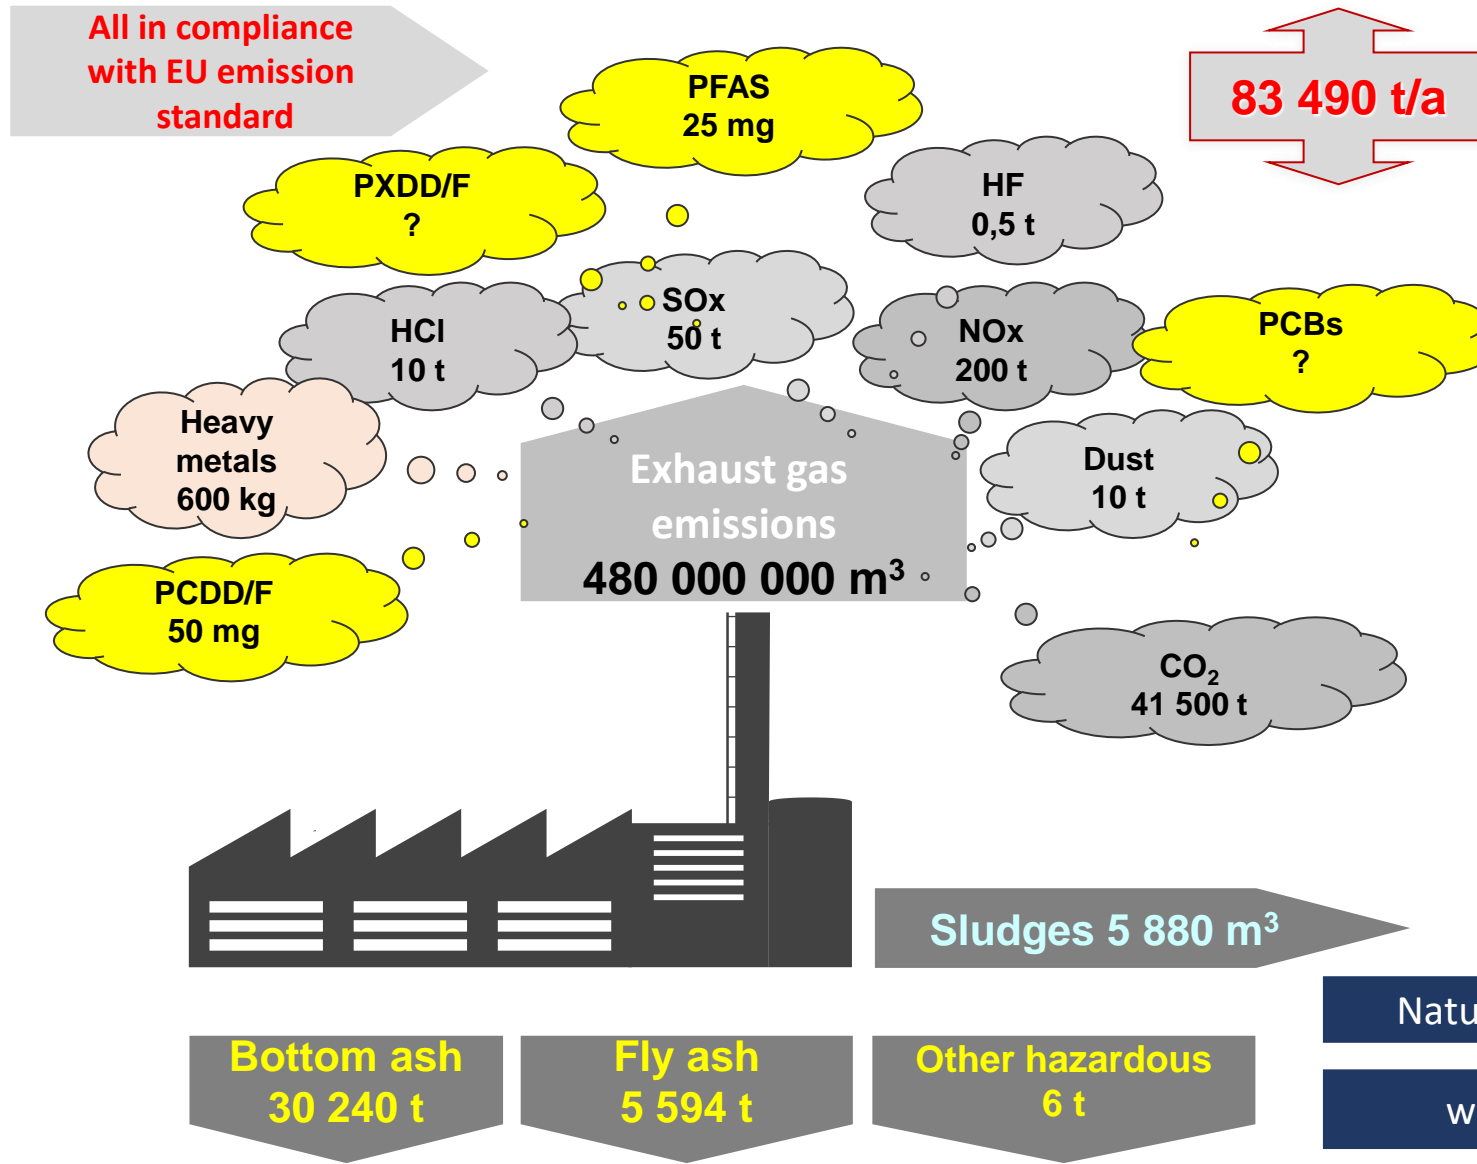 All in compliance
with EU emission
standard
83 490 t/a
PFAS
25 mg
PXDD/F
?
HF
0,5 t
HCl
10 t
SOx
50 t
NOx
200 t
PCBs
?
Heavy
metals
600 kg
Dust
10 t
Exhaust gas
emissions
480 000 000 m³
PCDD/F
50 mg
CO₂
41 500 t
Sludges 5 880 m³
Natu
w
Bottom ash
30 240 t
Fly ash
5 594 t
Other hazardous
6 t